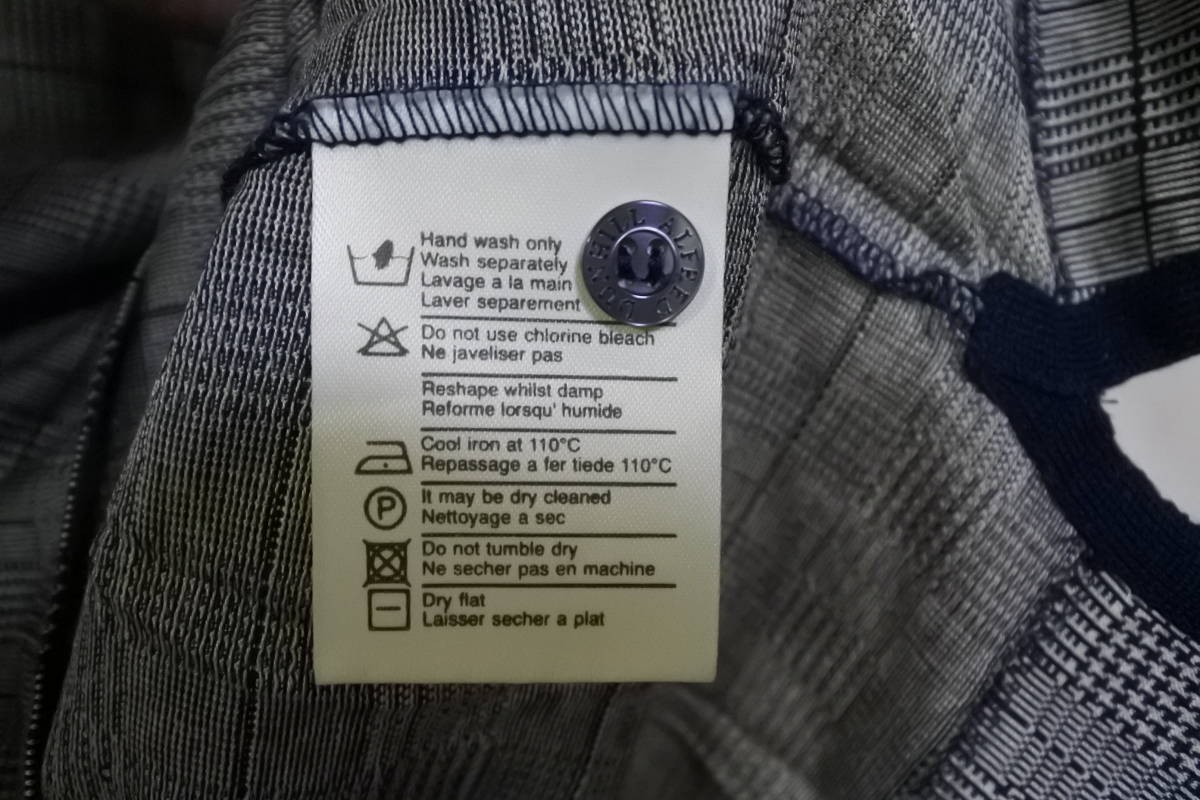 Hand wash only
Wash separately
Lavage a la main
Laver separement
ALFRED DUNHILL
Do not use chlorine bleach
Ne javeliser pas
Reshape whilst damp
Reforme lorsqu' humide
Cool iron at 110°C
Repassage a fer tiede 110°C
P
It may be dry cleaned
Nettoyage a sec
Do not tumble dry
Ne secher pas en machine
Dry flat
Laisser secher a plat